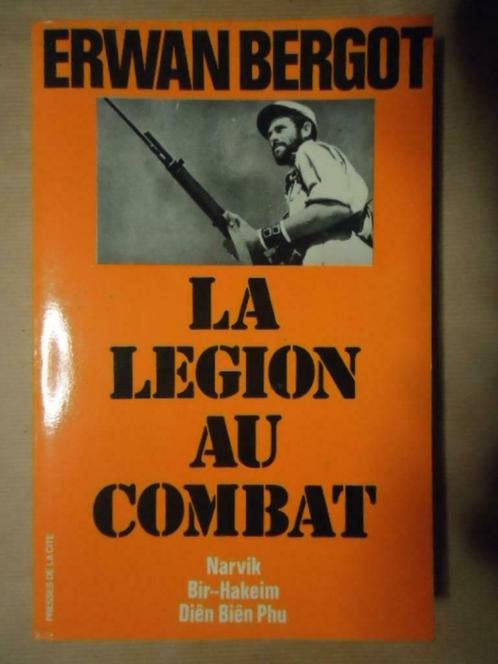 ERWAN BERGOT
LA
LEGION
AU
COMBAT
Narvik
Bir--Hakeim
Diên Biên Phu
PRESSES DE LA CITE